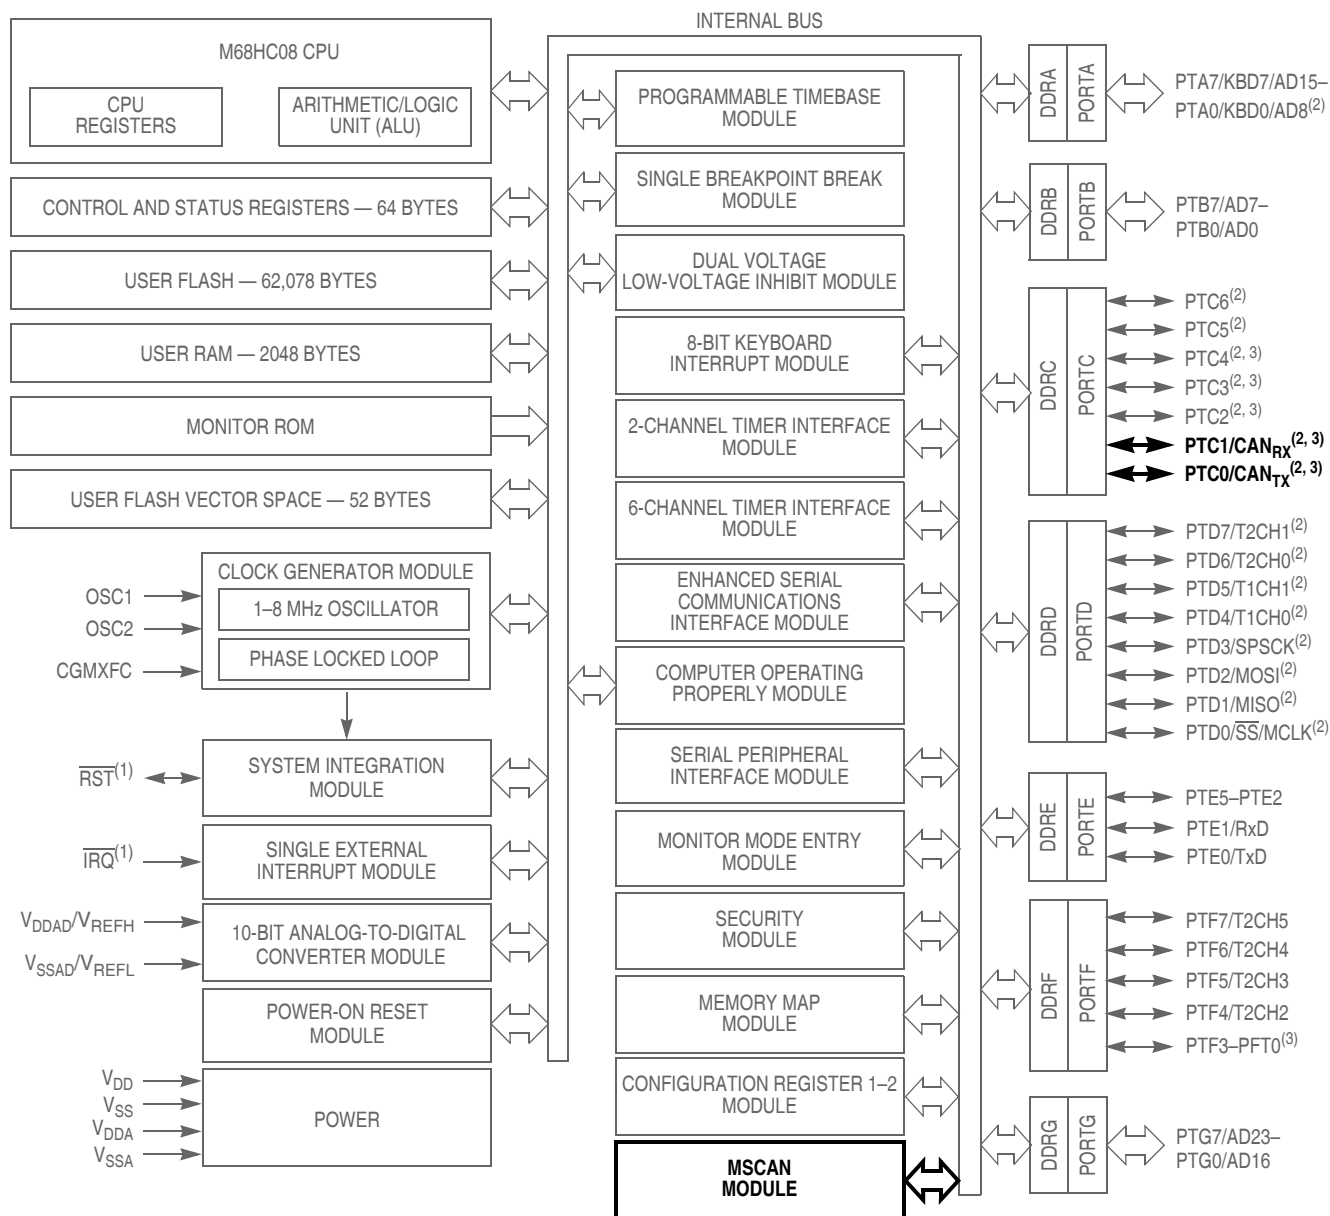 INTERNAL BUS
M68HC08 CPU
CPU
REGISTERS
ARITHMETIC/LOGIC
UNIT (ALU)
CONTROL AND STATUS REGISTERS — 64 BYTES
USER FLASH — 62,078 BYTES
USER RAM — 2048 BYTES
MONITOR ROM
USER FLASH VECTOR SPACE — 52 BYTES
OSC1
OSC2
CGMXFC
CLOCK GENERATOR MODULE
1–8 MHz OSCILLATOR
PHASE LOCKED LOOP
RST(1)
SYSTEM INTEGRATION
MODULE
IRQ(1)
SINGLE EXTERNAL
INTERRUPT MODULE
VDDAD/VREFH
VSSAD/VREFL
10-BIT ANALOG-TO-DIGITAL
CONVERTER MODULE
POWER-ON RESET
MODULE
VDD
VSS
VDDA
VSSA
POWER
PROGRAMMABLE TIMEBASE
MODULE
SINGLE BREAKPOINT BREAK
MODULE
DUAL VOLTAGE
LOW-VOLTAGE INHIBIT MODULE
8-BIT KEYBOARD
INTERRUPT MODULE
2-CHANNEL TIMER INTERFACE
MODULE
6-CHANNEL TIMER INTERFACE
MODULE
ENHANCED SERIAL
COMMUNICATIONS
INTERFACE MODULE
COMPUTER OPERATING
PROPERLY MODULE
SERIAL PERIPHERAL
INTERFACE MODULE
MONITOR MODE ENTRY
MODULE
SECURITY
MODULE
MEMORY MAP
MODULE
CONFIGURATION REGISTER 1–2
MODULE
MSCAN
MODULE
DDRA
PORTA
PTA7/KBD7/AD15–
PTA0/KBD0/AD8(2)
DDRB
PORTB
PTB7/AD7–
PTB0/AD0
DDRC
PORTC
PTC6(2)
PTC5(2)
PTC4(2, 3)
PTC3(2, 3)
PTC2(2, 3)
PTC1/CANRX(2, 3)
PTC0/CANTX(2, 3)
DDRD
PORTD
PTD7/T2CH1(2)
PTD6/T2CH0(2)
PTD5/T1CH1(2)
PTD4/T1CH0(2)
PTD3/SPSCK(2)
PTD2/MOSI(2)
PTD1/MISO(2)
PTD0/SS/MCLK(2)
DDRE
PORTE
PTE5–PTE2
PTE1/RxD
PTE0/TxD
DDRF
PORTF
PTF7/T2CH5
PTF6/T2CH4
PTF5/T2CH3
PTF4/T2CH2
PTF3–PFT0(3)
DDRG
PORTG
PTG7/AD23–
PTG0/AD16